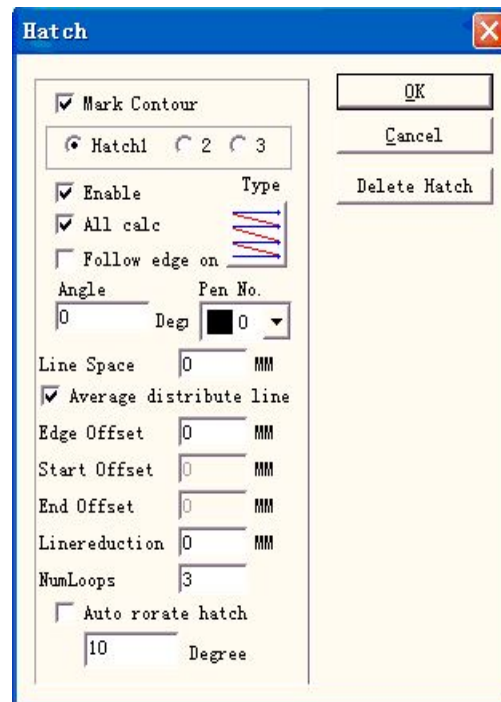 Hatch
Mark Contour
OK
Hatch1 2 3
Cancel
Enable Type
Delete Hatch
All calc
Follow edge on
Angle Pen No.
0 Degr 0
Line Space 0 MM
Average distribute line
Edge Offset 0 MM
Start Offset 0 MM
End Offset 0 MM
Linereduction 0 MM
NumLoops 3
Auto rorate hatch
10 Degree